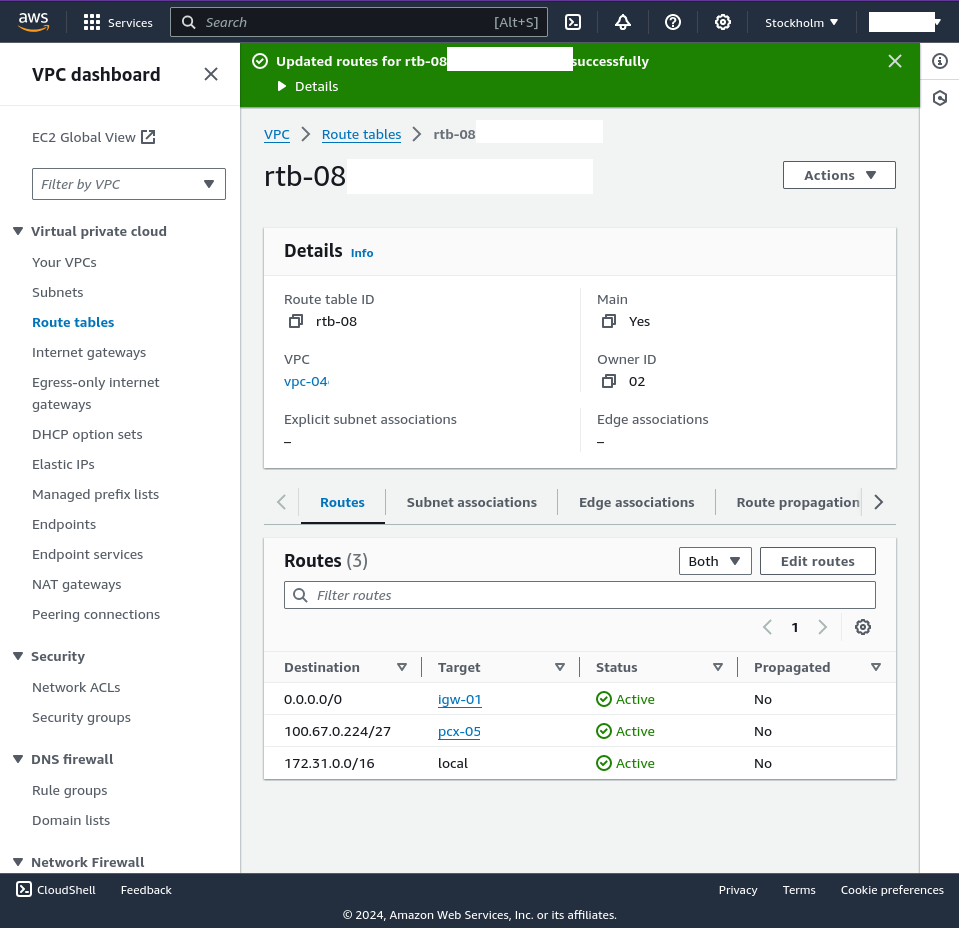 aws Services Search [Alt+S] Stockholm
VPC dashboard
EC2 Global View
Filter by VPC
Virtual private cloud
Your VPCs
Subnets
Route tables
Internet gateways
Egress-only internet
gateways
DHCP option sets
Elastic IPs
Managed prefix lists
Endpoints
Endpoint services
NAT gateways
Peering connections
Security
Network ACLs
Security groups
DNS firewall
Rule groups
Domain lists
Network Firewall
Updated routes for rtb-08 successfully
Details
VPC Route tables rtb-08
rtb-08 Actions
Details Info
Route table ID
rtb-08
Main
Yes
VPC
vpc-04
Owner ID
02
Explicit subnet associations
–
Edge associations
–
Routes Subnet associations Edge associations Route propagation
Routes (3) Both Edit routes
Filter routes
1
Destination Target Status Propagated
0.0.0.0/0 igw-01 Active No
100.67.0.224/27 pcx-05 Active No
172.31.0.0/16 local Active No
CloudShell Feedback Privacy Terms Cookie preferences
© 2024, Amazon Web Services, Inc. or its affiliates.